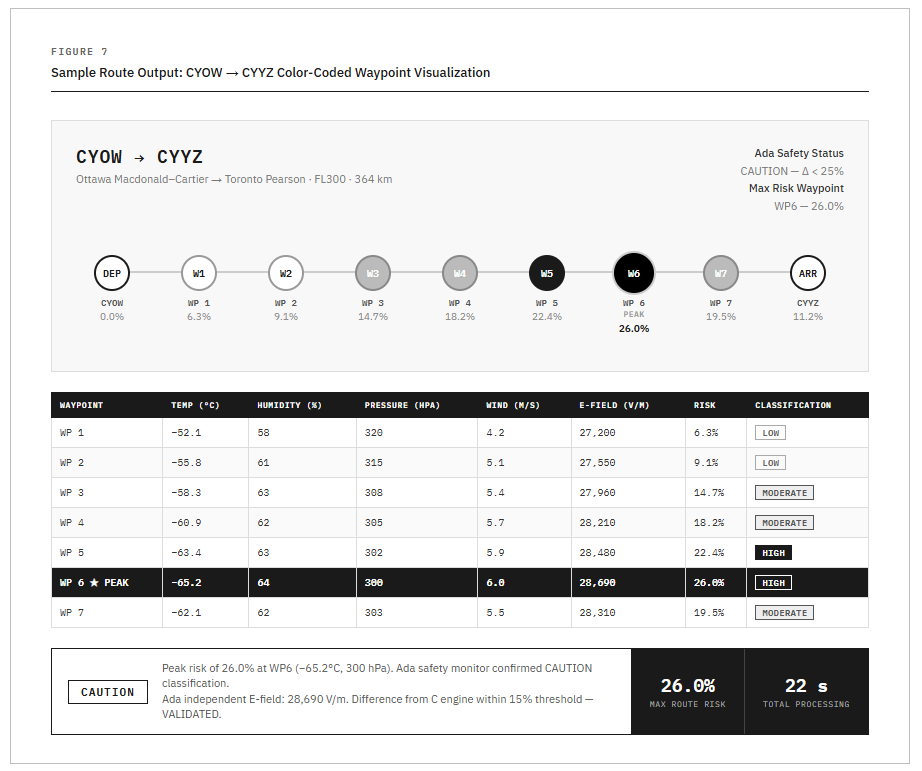 FIGURE 7
Sample Route Output: CYOW → CYYZ Color-Coded Waypoint Visualization
CYOW → CYYZ
Ottawa Macdonald–Cartier → Toronto Pearson · FL300 · 364 km
Ada Safety Status
CAUTION — Δ < 25%
Max Risk Waypoint
WP6 — 26.0%
DEP W1 W2 W3 W4 W5 W6 W7 ARR
CYOW WP 1 WP 2 WP 3 WP 4 WP 5 WP 6 WP 7 CYYZ
0.0% 6.3% 9.1% 14.7% 18.2% 22.4% PEAK 19.5% 11.2%
26.0%
WAYPOINT TEMP (°C) HUMIDITY (%) PRESSURE (HPA) WIND (M/S) E-FIELD (V/M) RISK CLASSIFICATION
WP 1 −52.1 58 320 4.2 27,200 6.3% LOW
WP 2 −55.8 61 315 5.1 27,550 9.1% LOW
WP 3 −58.3 63 308 5.4 27,960 14.7% MODERATE
WP 4 −60.9 62 305 5.7 28,210 18.2% MODERATE
WP 5 −63.4 63 302 5.9 28,480 22.4% HIGH
WP 6 ★ PEAK −65.2 64 300 6.0 28,690 26.0% HIGH
WP 7 −62.1 62 303 5.5 28,310 19.5% MODERATE
CAUTION
Peak risk of 26.0% at WP6 (−65.2°C, 300 hPa). Ada safety monitor confirmed CAUTION
classification.
Ada independent E-field: 28,690 V/m. Difference from C engine within 15% threshold —
VALIDATED.
26.0%
MAX ROUTE RISK
22 s
TOTAL PROCESSING